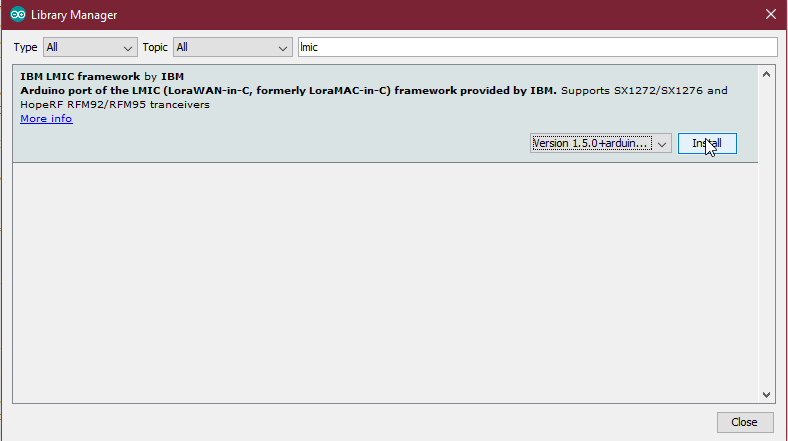 Library Manager
Type All Topic All lmic
IBM LMIC framework by IBM
Arduino port of the LMIC (LoraWAN-in-C, formerly LoraMAC-in-C) framework provided by IBM. Supports SX1272/SX1276 and
HopeRF RFM92/RFM95 tranceivers
More info
Version 1.5.0+arduin... Install
Close